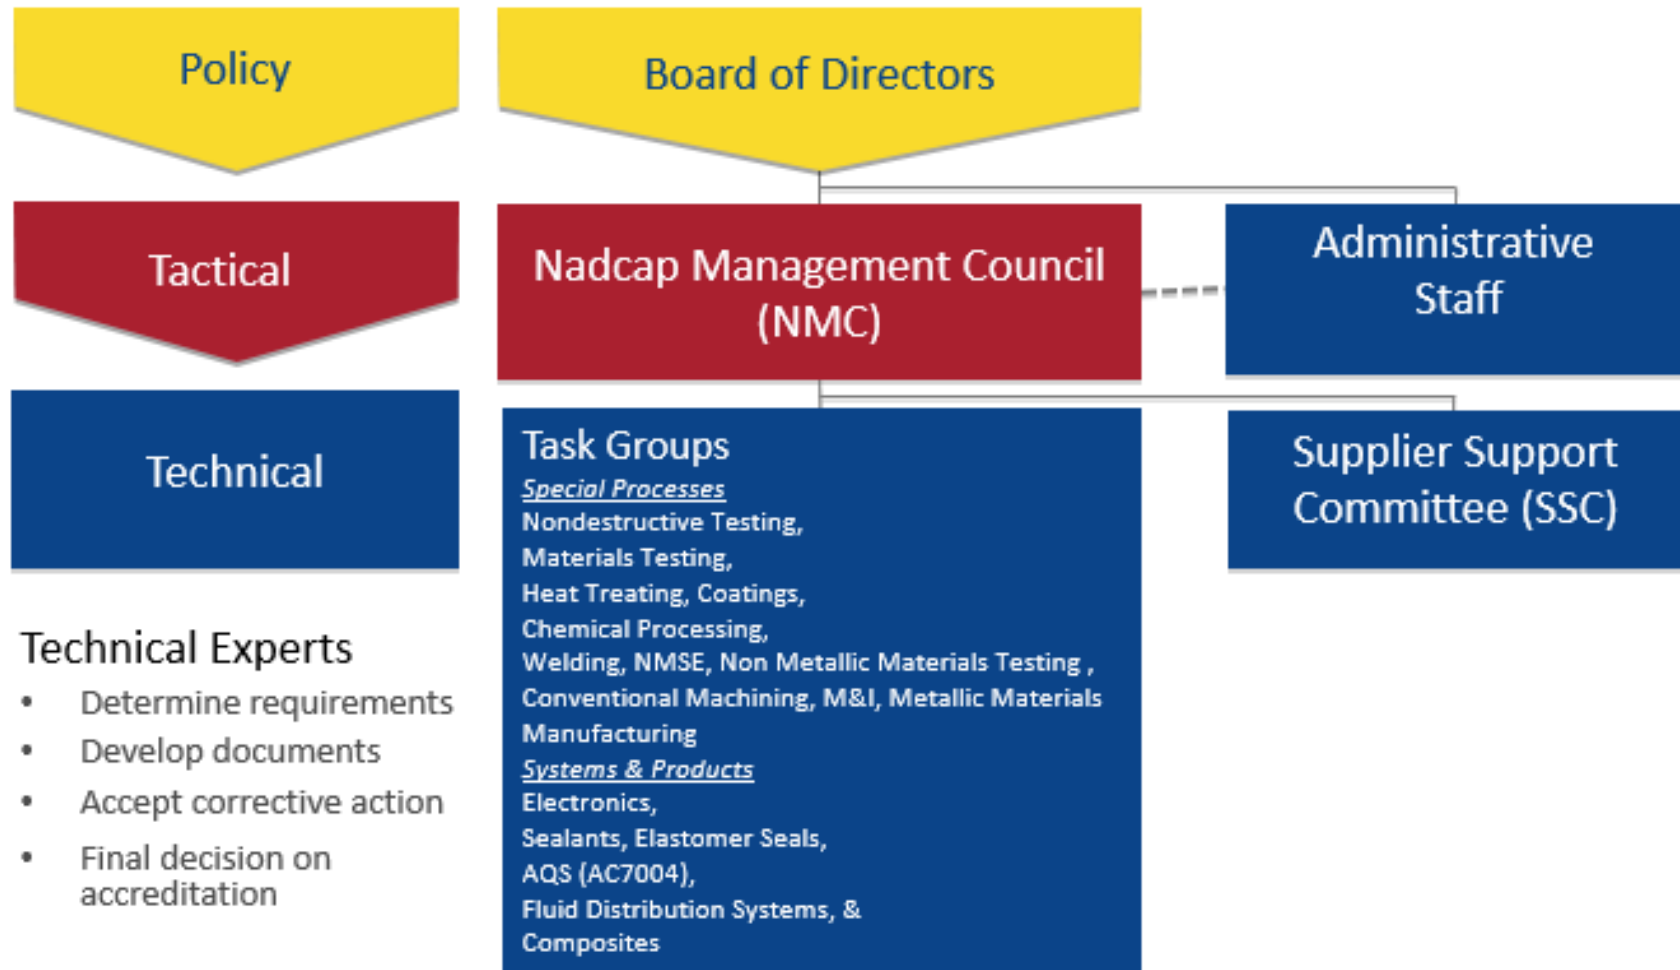 Policy
Board of Directors
Tactical
Nadcap Management Council
(NMC)
Administrative
Staff
Technical
Task Groups
Special Processes
Nondestructive Testing,
Materials Testing,
Heat Treating, Coatings,
Chemical Processing,
Welding, NMSE, Non Metallic Materials Testing ,
Conventional Machining, M&I, Metallic Materials
Manufacturing
Systems & Products
Electronics,
Sealants, Elastomer Seals,
AQS (AC7004),
Fluid Distribution Systems, &
Composites
Supplier Support
Committee (SSC)
Technical Experts
• Determine requirements
• Develop documents
• Accept corrective action
• Final decision on
accreditation